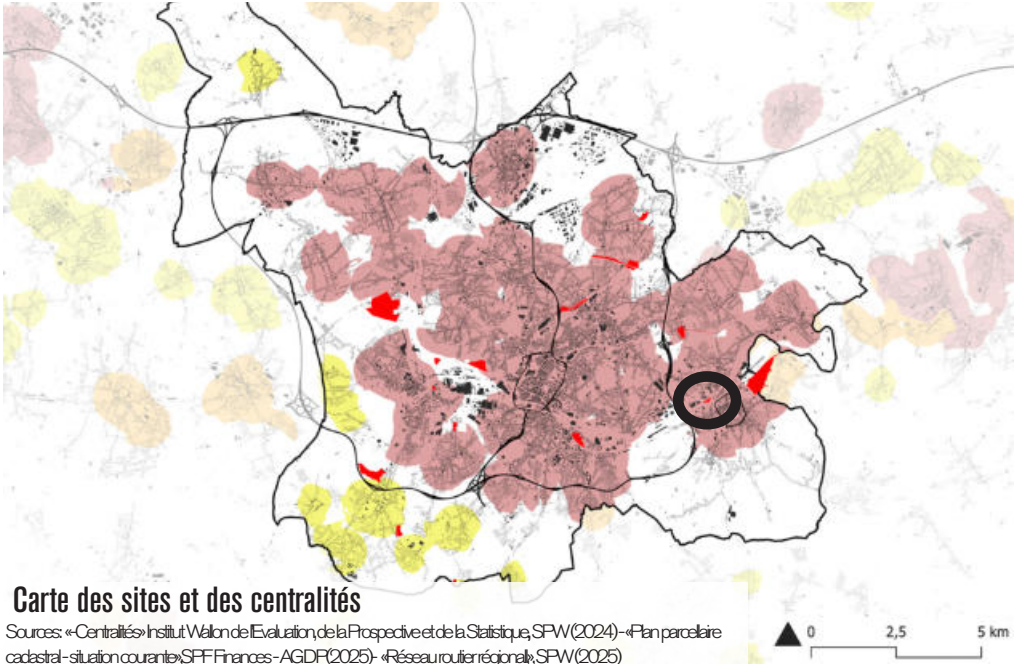 Carte des sites et des centralités
Sources: «-Centralités» Institut Wallon de l'Evaluation, de la Prospective et de la Statistique, SPW (2024) - «Plan parcellaire
cadastral - situation courante», SPF Finances - AGDP (2025) - «Réseau routier régional», SPW (2025)
0 2,5 5 km